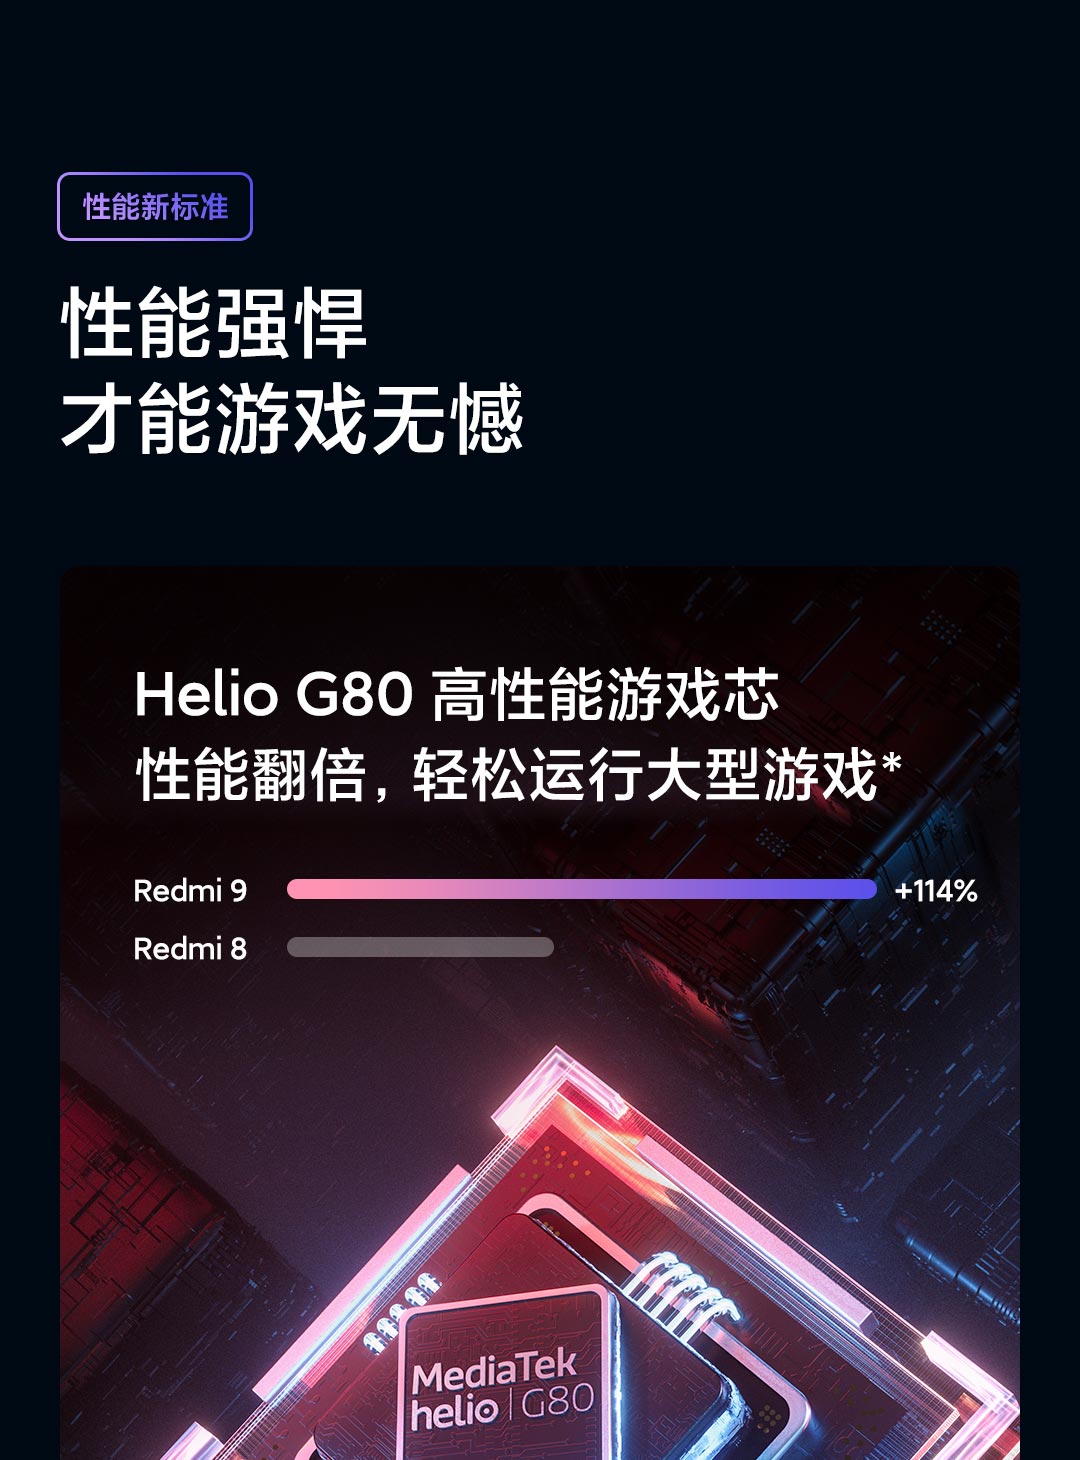 性能新标准
性能强悍
才能游戏无憾
Helio G80 高性能游戏芯
性能翻倍，轻松运行大型游戏*
Redmi 9 +114%
Redmi 8
MediaTek
helio | G80